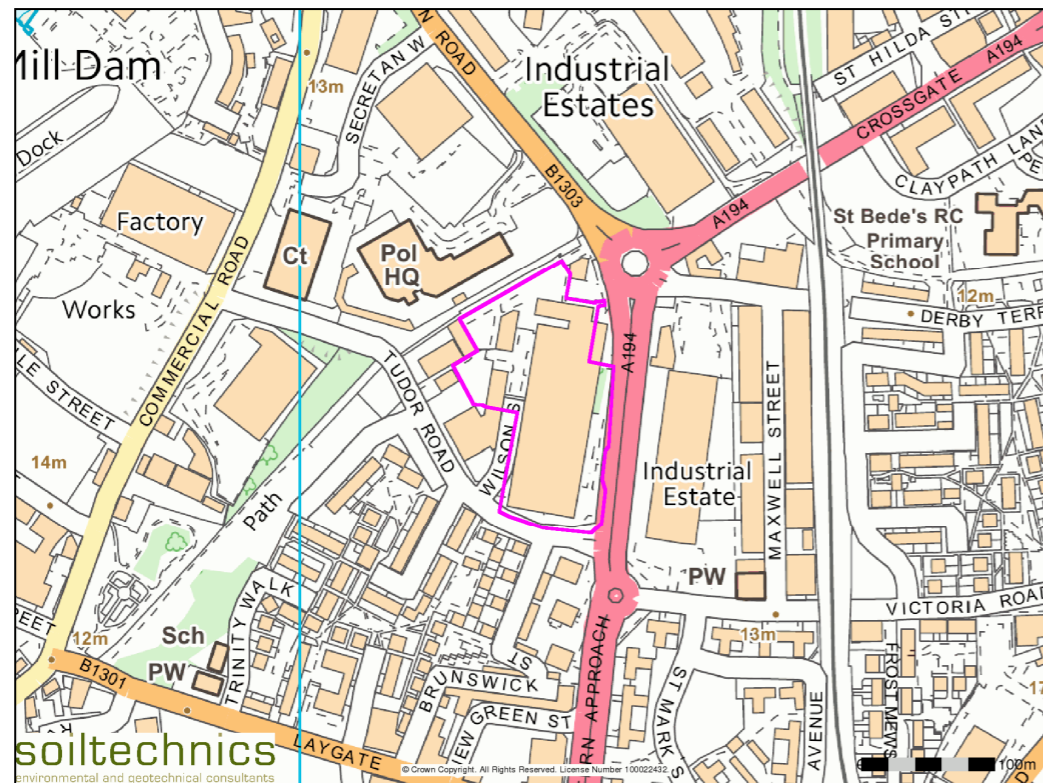 Mill Dam
Dock
13m
SECRETAN W
N ROAD
Industrial
Estates
ST HILDA ST
CROSSGATE A194
CLAYPATH LANE
PE
B1303
A194
Factory
COMMERCIAL ROAD
Ct
Pol
HQ
St Bede's RC
Primary
School
Works
12m
DERBY TERR
A194
TUDOR ROAD
LE STREET
WILSON S
MAXWELL STREET
14m
Industrial
Estate
Path
PW
VICTORIA ROAD
13m
REET
12m
Sch
PW
TRINITY WALK
B1301
BRUNSWICK
ST
GREEN ST
ST MARK S
AVENUE
FROST MEWS
17
RN APPROACH
LAYGATE
soiltechnics
environmental and geotechnical consultants
© Crown Copyright. All Rights Reserved. License Number 100022432.
100m